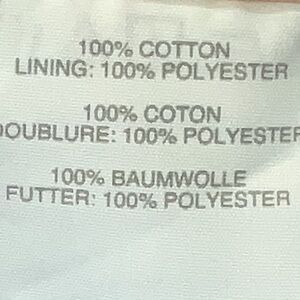 100% COTTON
LINING: 100% POLYESTER
100% COTON
DOUBLURE: 100% POLYESTER
100% BAUMWOLLE
FUTTER: 100% POLYESTER